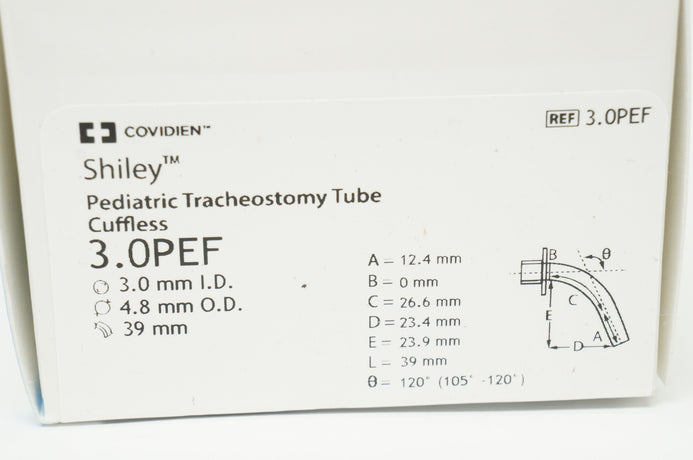 COVIDIEN™
REF 3.0PEF
Shiley™
Pediatric Tracheostomy Tube
Cuffless
3.0PEF
3.0 mm I.D.
4.8 mm O.D.
39 mm
A = 12.4 mm
B = 0 mm
C = 26.6 mm
D = 23.4 mm
E = 23.9 mm
L = 39 mm
θ = 120° (105° -120°)
B
θ
C
E
A
D